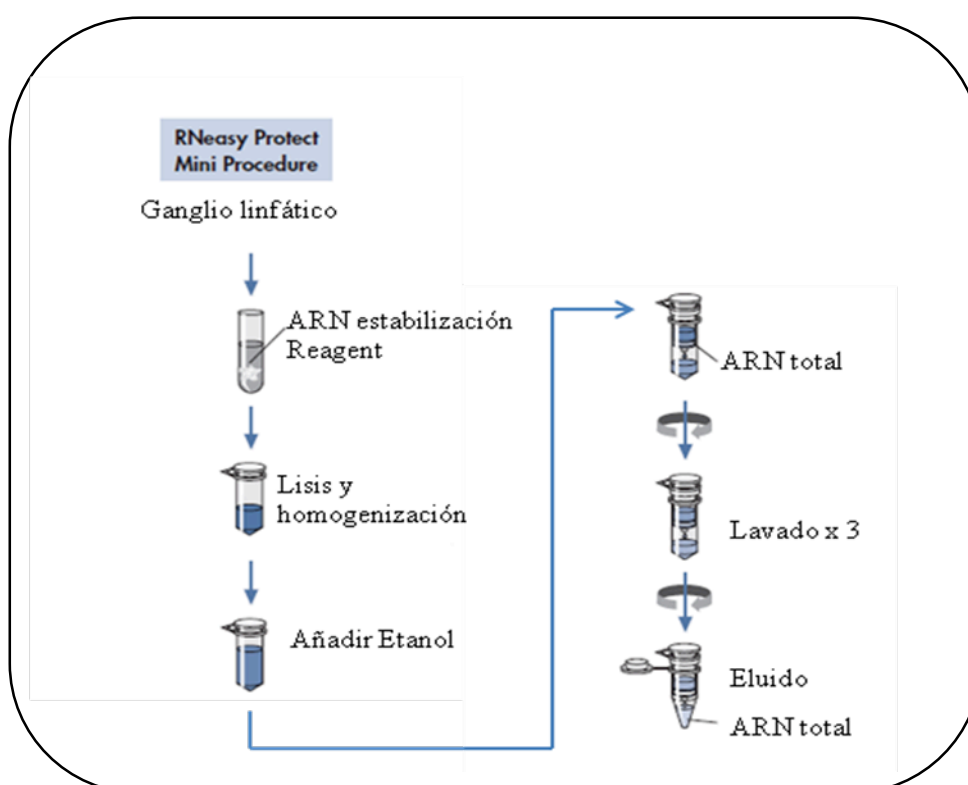 RNeasy Protect
Mini Procedure
Ganglio linfático
ARN estabilización
Reagent
Lisis y
homogenización
Añadir Etanol
ARN total
Lavado x 3
Eluido
ARN total